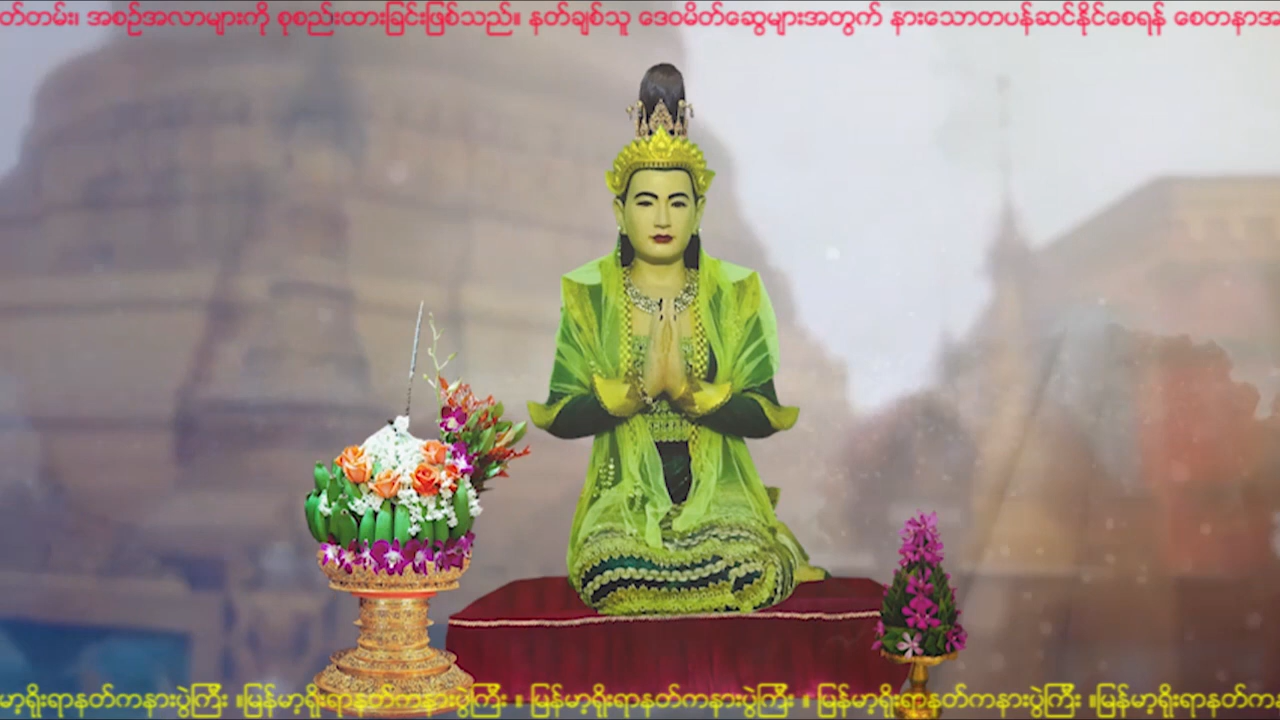 တ်တမ်း၊ အစဉ်အလာများကို စုစည်းထားခြင်းဖြစ်သည်။ နတ်ချစ်သူ ဒေဝမိတ်ဆွေများအတွက် နားသောတပန်ဆင်နိုင်စေရန် စေတနာအ
မာ့ရိုးရာနတ်ကနားပွဲကြီး ။မြန်မာ့ရိုးရာနတ်ကနားပွဲကြီး ။ မြန်မာ့ရိုးရာနတ်ကနားပွဲကြီး ။ မြန်မာ့ရိုးရာနတ်ကနားပွဲကြီး ။မြန်မာ့ရိုးရာနတ်ကန